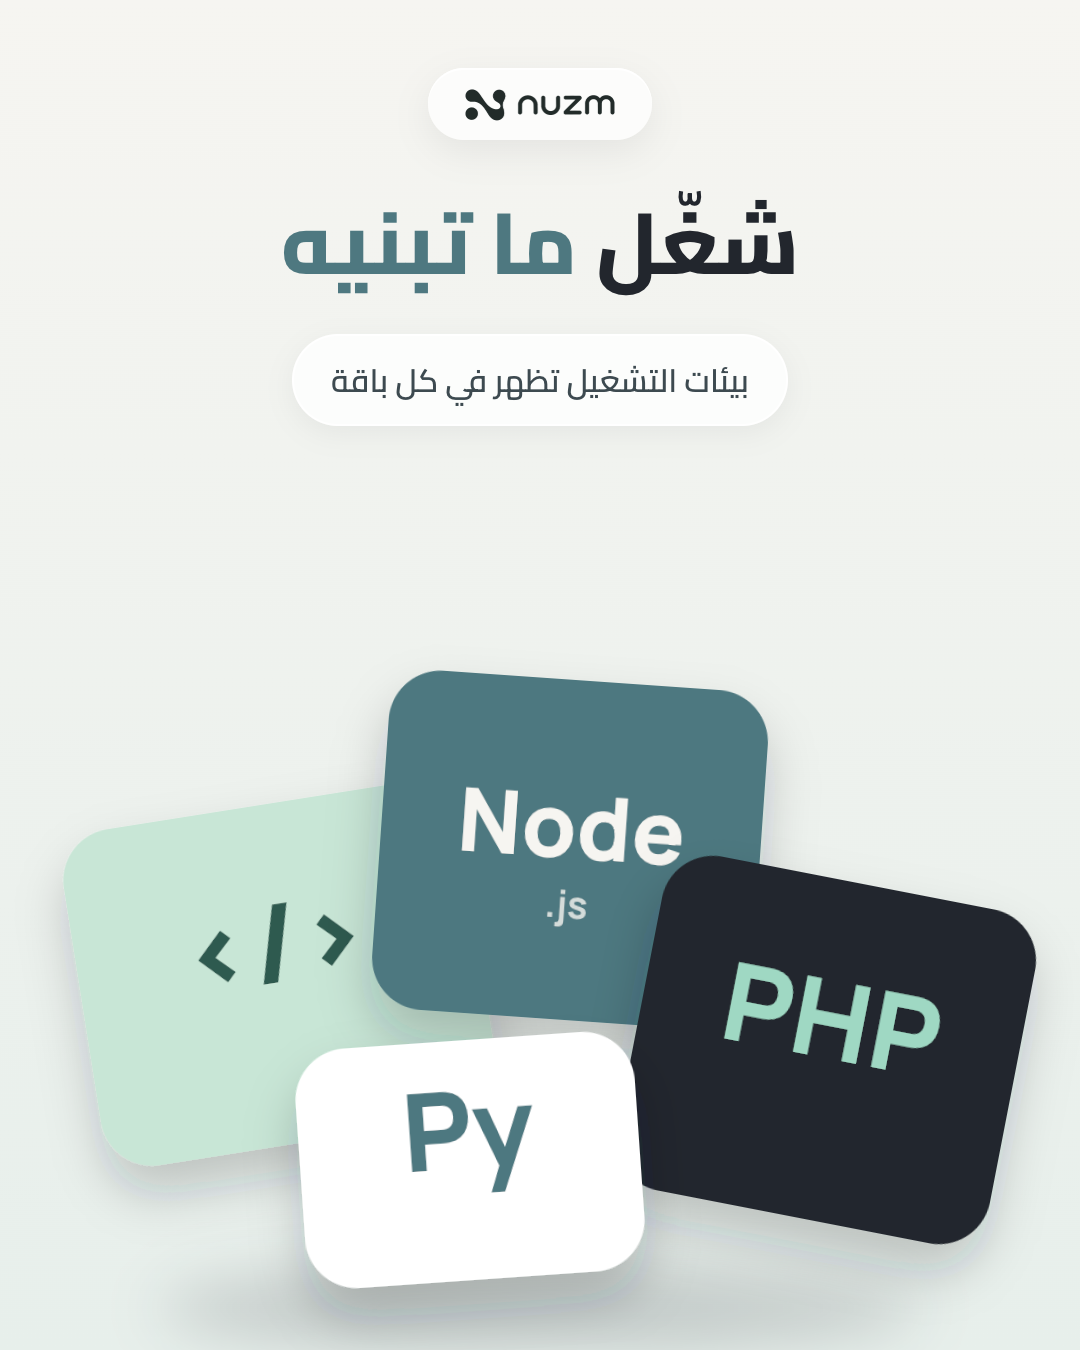 nuzm
شغّل ما تبنيه
بيئات التشغيل تظهر في كل باقة
Node
.js
</>
PHP
Py